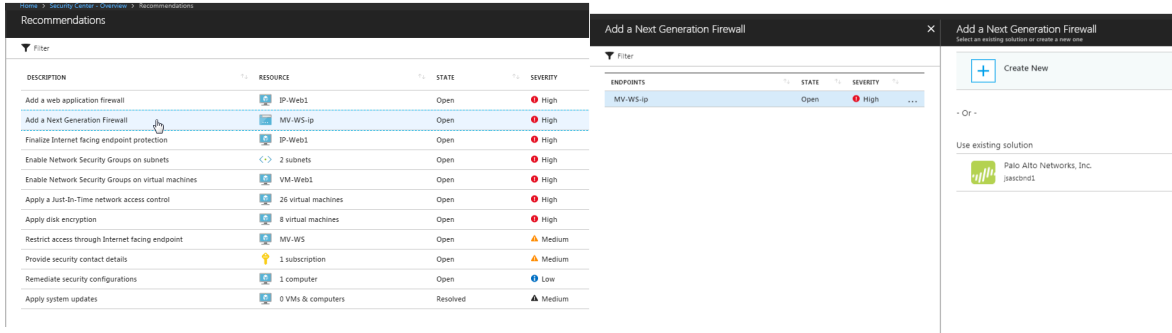 Home > Security Center - Overview > Recommendations
Recommendations
Filter
DESCRIPTION RESOURCE STATE SEVERITY
Add a web application firewall IP-Web1 Open High
Add a Next Generation Firewall MV-WS-ip Open High
Finalize Internet facing endpoint protection IP-Web1 Open High
Enable Network Security Groups on subnets 2 subnets Open High
Enable Network Security Groups on virtual machines VM-Web1 Open High
Apply a Just-In-Time network access control 26 virtual machines Open High
Apply disk encryption 8 virtual machines Open High
Restrict access through Internet facing endpoint MV-WS Open Medium
Provide security contact details 1 subscription Open Medium
Remediate security configurations 1 computer Open Low
Apply system updates 0 VMs & computers Resolved Medium
Add a Next Generation Firewall
Filter
ENDPOINTS STATE SEVERITY
MV-WS-ip Open High ...
Add a Next Generation Firewall
Select an existing solution or create a new one
Create New
- Or -
Use existing solution
Palo Alto Networks, Inc.
jsascbnd1